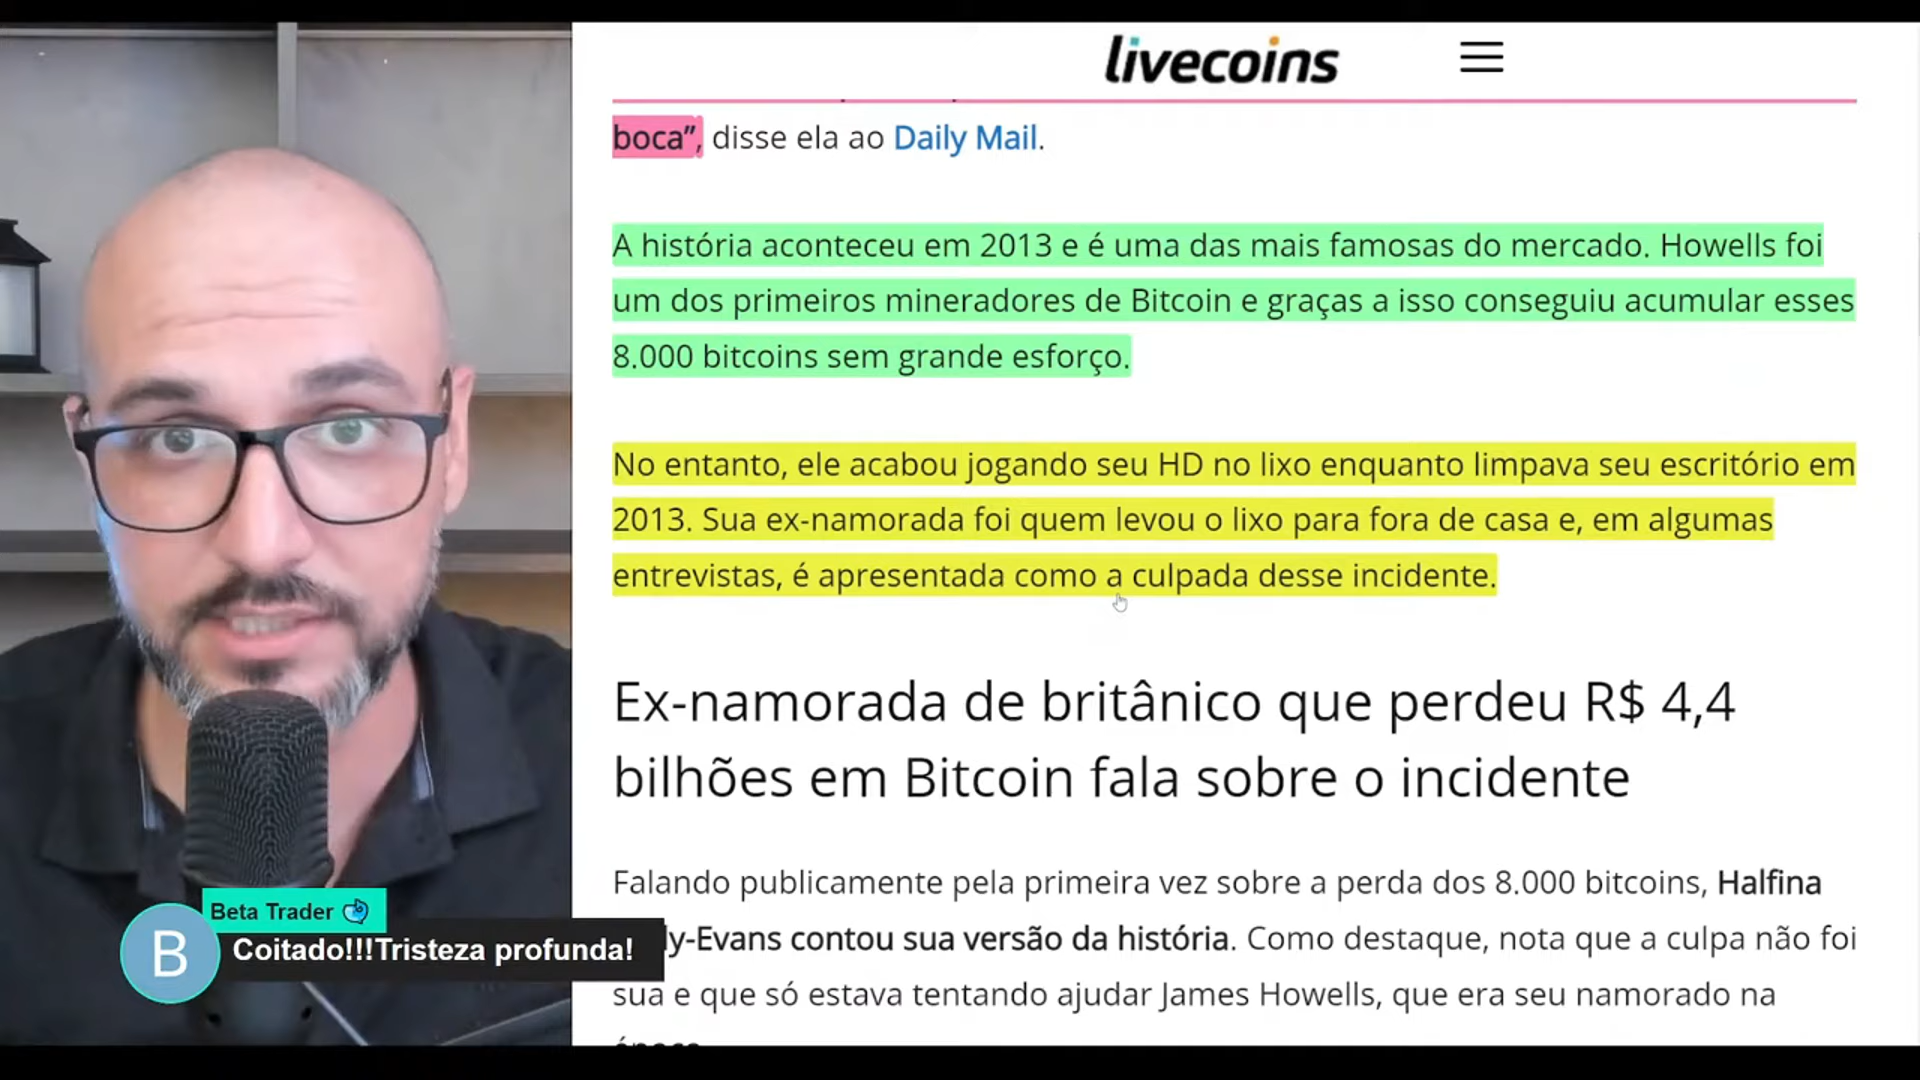 livecoins
boca”, disse ela ao Daily Mail.
A história aconteceu em 2013 e é uma das mais famosas do mercado. Howells foi
um dos primeiros mineradores de Bitcoin e graças a isso conseguiu acumular esses
8.000 bitcoins sem grande esforço.
No entanto, ele acabou jogando seu HD no lixo enquanto limpava seu escritório em
2013. Sua ex-namorada foi quem levou o lixo para fora de casa e, em algumas
entrevistas, é apresentada como a culpada desse incidente.
Ex-namorada de britânico que perdeu R$ 4,4
bilhões em Bitcoin fala sobre o incidente
Falando publicamente pela primeira vez sobre a perda dos 8.000 bitcoins, Halfina
ly-Evans contou sua versão da história. Como destaque, nota que a culpa não foi
sua e que só estava tentando ajudar James Howells, que era seu namorado na
Beta Trader
B
Coitado!!!Tristeza profunda!